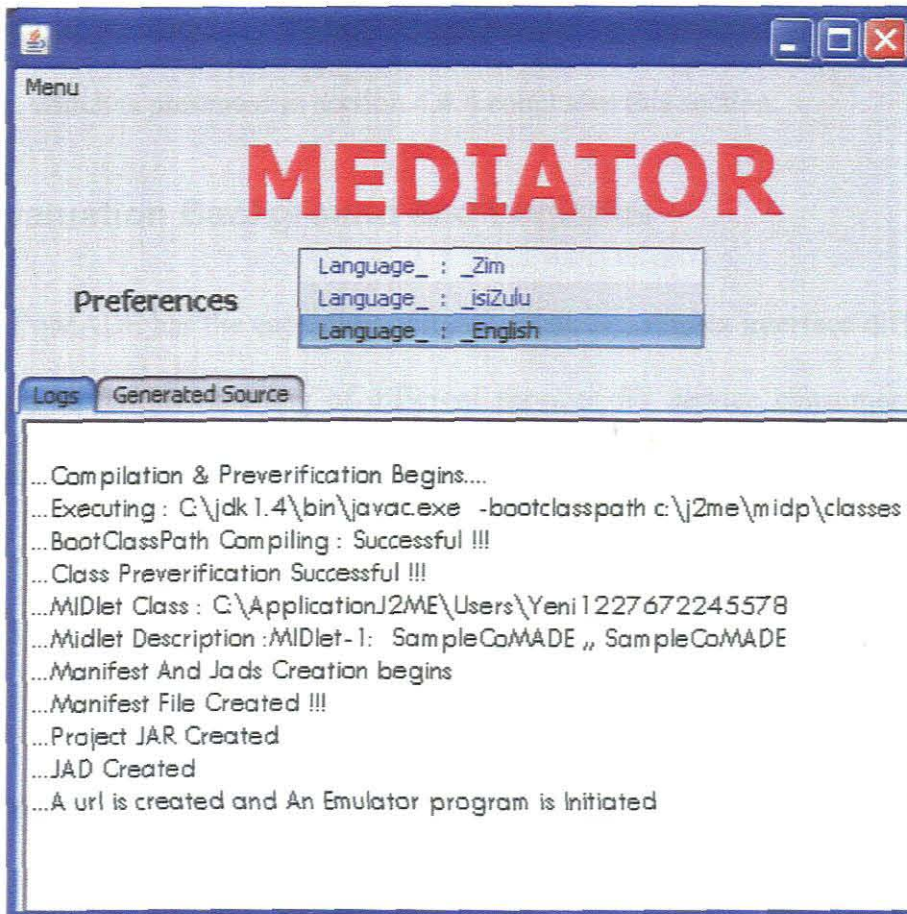 Menu
MEDIATOR
Preferences
Language_ : _Zim
Language_ : _isiZulu
Language_ : _English
Logs
Generated Source
...Compilation & Preverification Begins....
...Executing : C:\jdk1.4\bin\javac.exe -bootclasspath c:\j2me\midp\classes
...BootClassPath Compiling : Successful !!!
...Class Preverification Successful !!!
...MIDlet Class : C:\ApplicationJ2ME\Users\Yeni1227672245578
...Midlet Description :MIDlet-1: SampleCoMADE ,, SampleCoMADE
...Manifest And Jads Creation begins
...Manifest File Created !!!
...Project JAR Created
...JAD Created
...A url is created and An Emulator program is Initiated